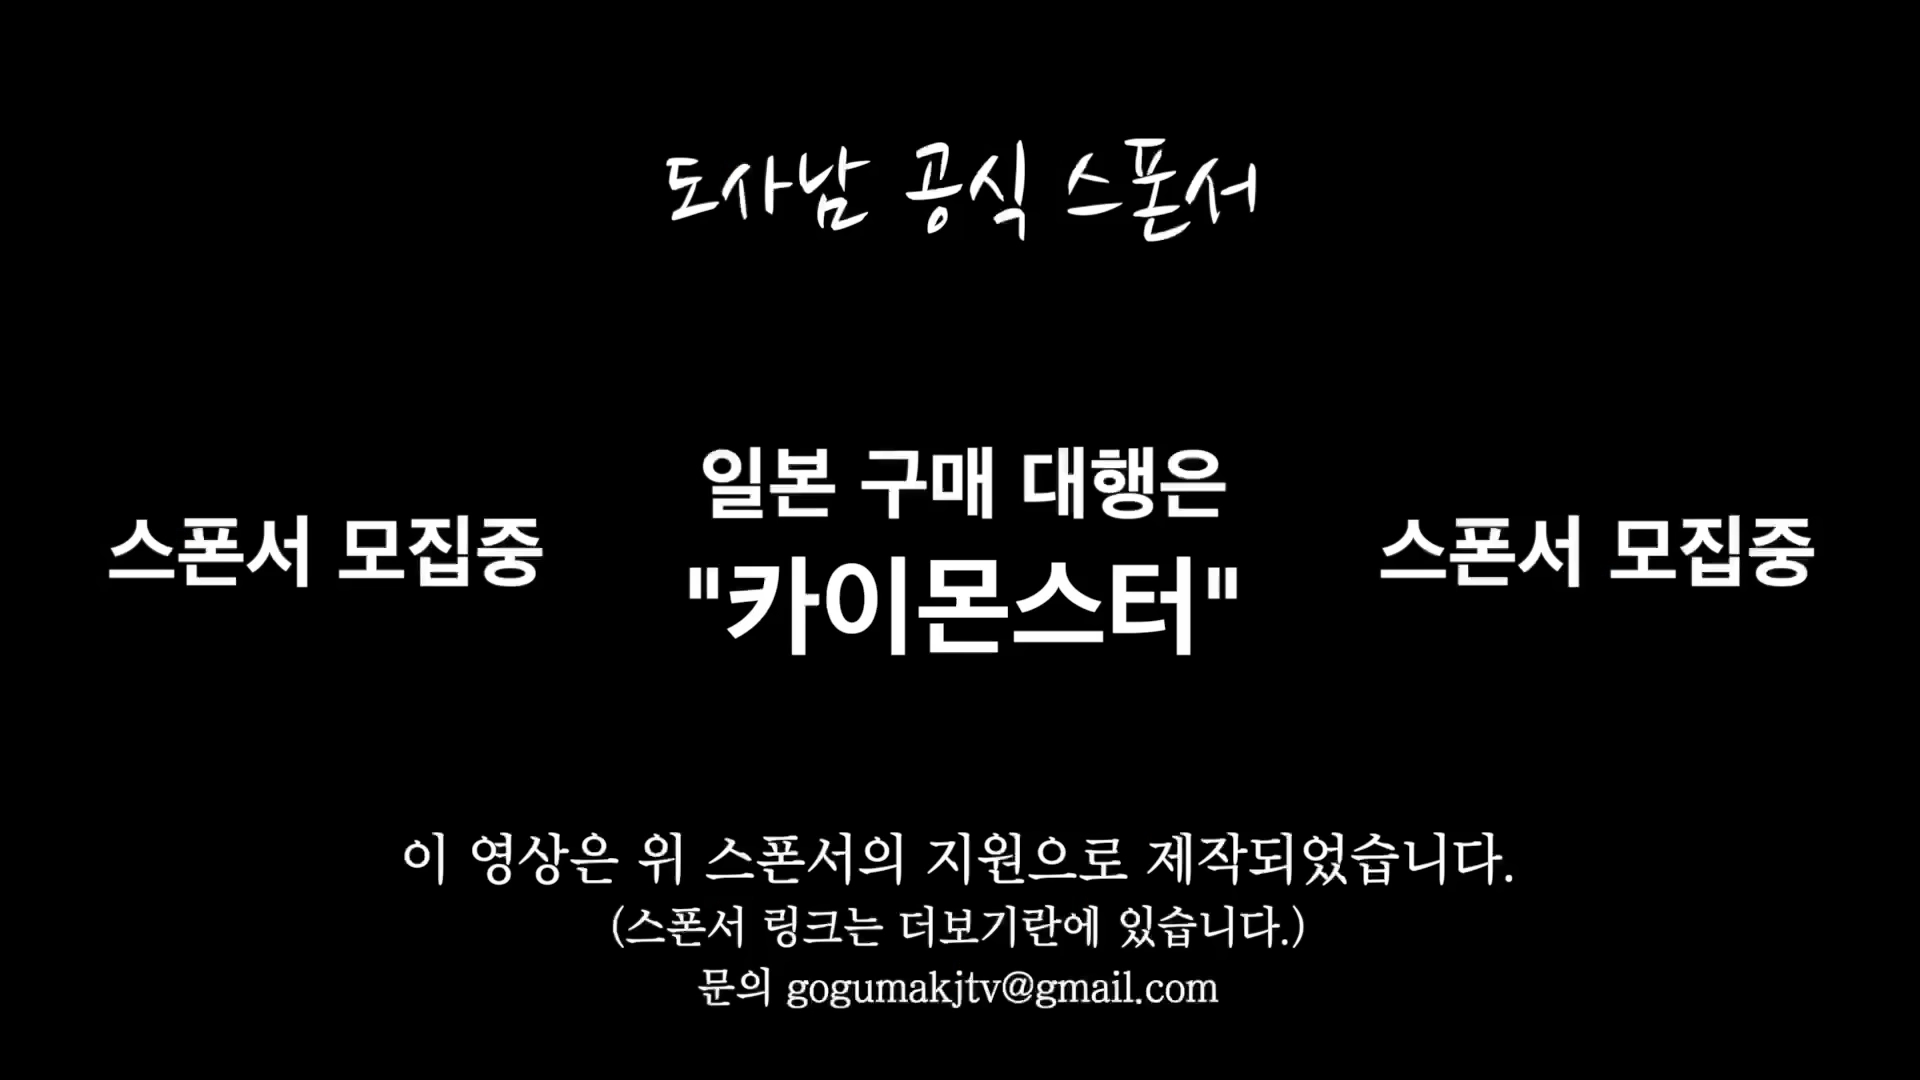 도사남 공식 스폰서
일본 구매 대행은
스폰서 모집중
"카이몬스터"
스폰서 모집중
이 영상은 위 스폰서의 지원으로 제작되었습니다.
(스폰서 링크는 더보기란에 있습니다.)
문의 gogumakjtv@gmail.com